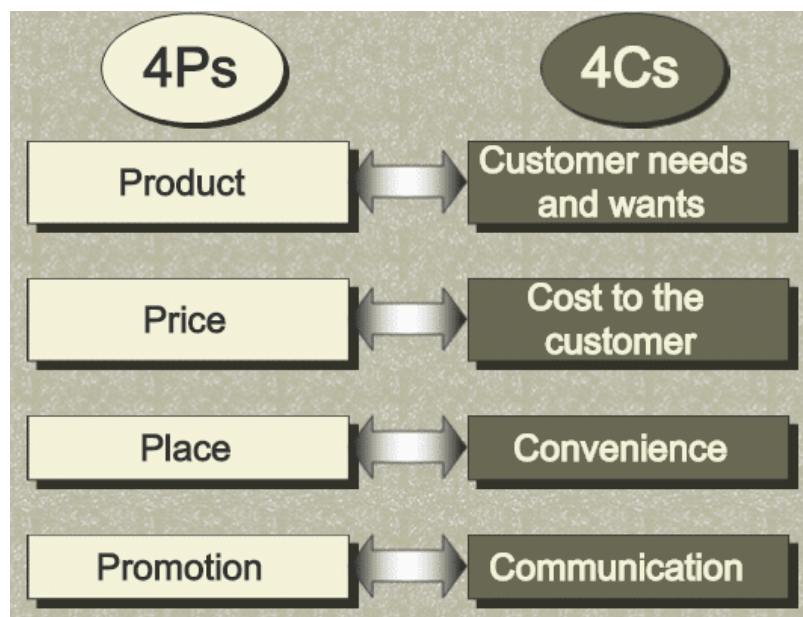 4Ps
4Cs
Product
Customer needs
and wants
Price
Cost to the
customer
Place
Convenience
Promotion
Communication